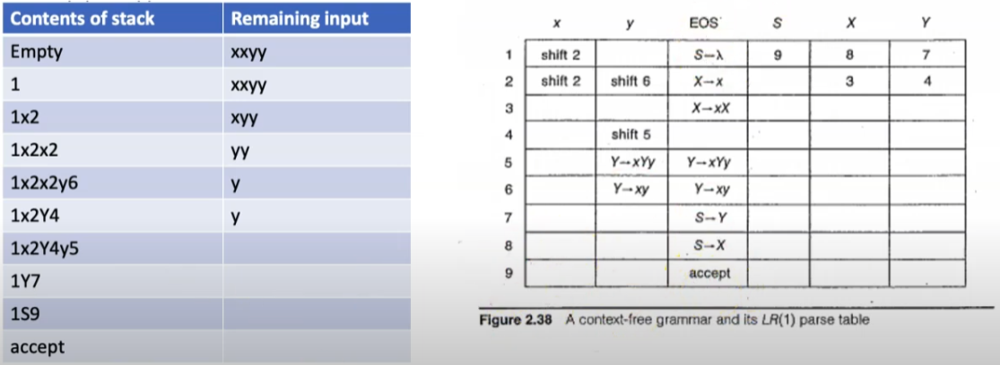 Contents of stack Remaining input
Empty xxyy
1 xxyy
1x2 xyy
1x2x2 yy
1x2x2y6 y
1x2Y4 y
1x2Y4y5
1Y7
1S9
accept
x y EOS S X Y
1 shift 2 S→λ 9 8 7
2 shift 2 shift 6 X→x 3 4
3 X→xX
4 shift 5
5 Y→xYy Y→xYy
6 Y→xy Y→xy
7 S→Y
8 S→X
9 accept
Figure 2.38 A context-free grammar and its LR(1) parse table